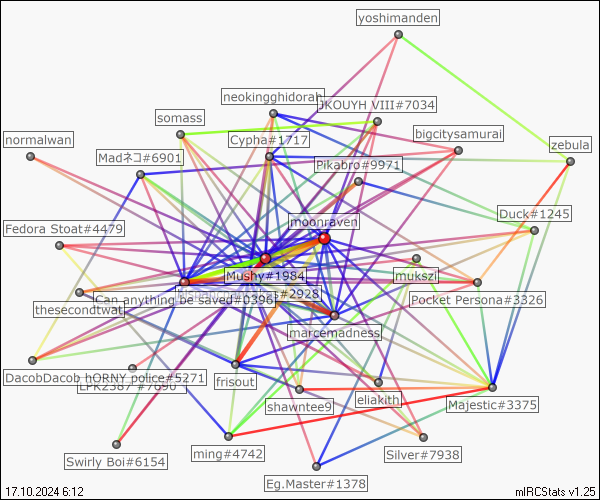 yoshimanden
neokingghidorah
JKOUYH VIII#7034
somass
Cypha#1717
bigcitysamurai
normalwan
zebula
Madネコ#6901
Pikabro#9971
Duck#1245
moonraven
Fedora Stoat#4479
Mushy#1984
mukszi
Can anything be saved#0396
#2928
Pocket Persona#3326
thesecondtwat
marcemadness
DacobDacob
hORNY police#5271
frisout
shawntee9
eliakith
Majestic#3375
Swirly Boi#6154
ming#4742
Silver#7938
Eg.Master#1378
17.10.2024 6:12
mIRCStats v1.25